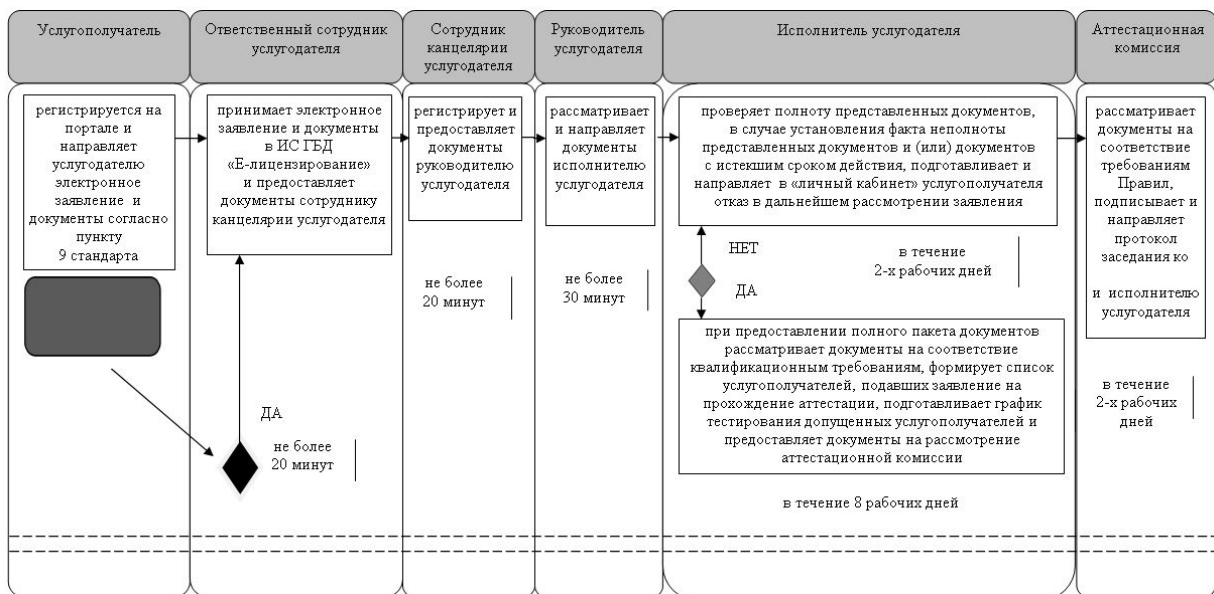 Услугополучатель
Ответственный сотрудник
услугодателя
Сотрудник
канцелярии
услугодателя
Руководитель
услугодателя
Исполнитель услугодателя
Аттестационная
комиссия
регистрируется на
портале и
направляет
услугодателю
электронное
заявление и
документы согласно
пункту
9 стандарта
принимает электронное
заявление и документы
в ИС ГБД
«Е-лицензирование»
и предоставляет
документы сотруднику
канцелярии услугодателя
ДА
не более
20 минут
регистрирует и
предоставляет
документы
руководителю
услугодателя
не более
20 минут
рассматривает
и направляет
документы
исполнителю
услугодателя
не более
30 минут
проверяет полноту представленных документов,
в случае установления факта неполноты
представленных документов и (или) документов
с истекшим сроком действия, подготавливает и
направляет в «личный кабинет» услугополучателя
отказ в дальнейшем рассмотрении заявления
НЕТ
в течение
2-х рабочих дней
ДА
при предоставлении полного пакета документов
рассматривает документы на соответствие
квалификационным требованиям, формирует список
услугополучателей, подавших заявление на
прохождение аттестации, подготавливает график
тестирования допущенных услугополучателей и
предоставляет документы на рассмотрение
аттестационной комиссии
в течение 8 рабочих дней
рассматривает
документы на
соответствие
требованиям
Правил,
подписывает и
направляет
протокол
заседания ко
и исполнителю
услугодателя
в течение
2-х рабочих
дней